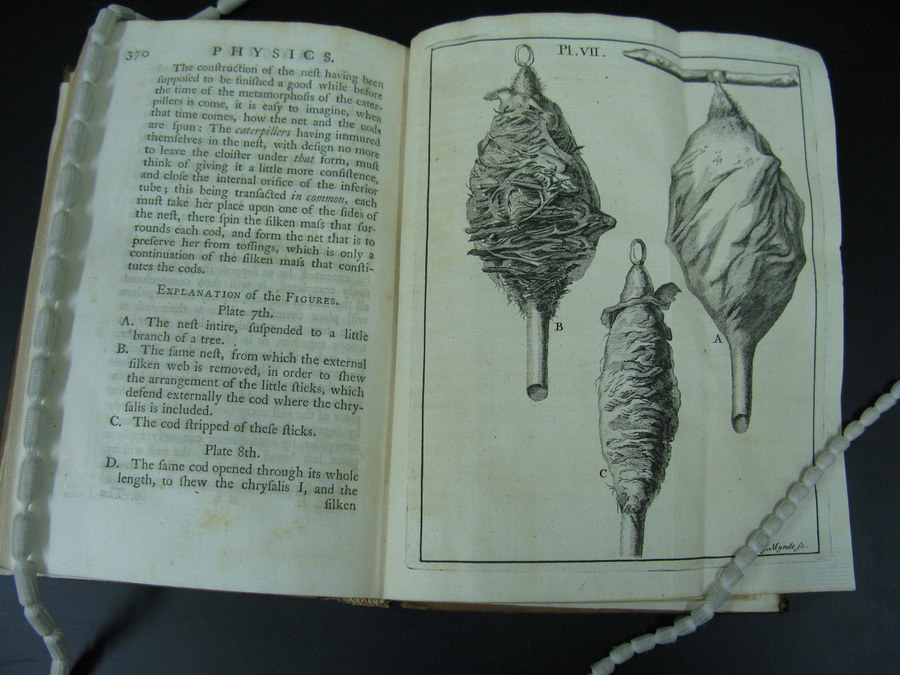 370
PHYSICS.
The conſtruction of the neſt having been
ſuppoſed to be finiſhed a good while before
the time of the metamorphoſis of the cater-
pillers is come, it is eaſy to imagine, when
that time comes, how the net and the cods
are ſpun: The caterpillers having immured
themſelves in the neſt, with deſign no more
to leave the cloiſter under that form, muſt
think of giving it a little more conſiſtence,
and cloſe the internal orifice of the inferior
tube; this being tranſacted in common, each
muſt take her place upon one of the ſides of
the neſt, there ſpin the ſilken maſs that ſur-
rounds each cod, and form the net that is to
preſerve her from toſſings, which is only a
continuation of the ſilken maſs that conſti-
tutes the cods.
EXPLANATION of the FIGURES.
Plate 7th.
A. The neſt intire, ſuſpended to a little
branch of a tree.
B. The ſame neſt, from which the external
ſilken web is removed, in order to ſhew
the arrangement of the little ſticks, which
defend externally the cod where the chry-
ſalis is included.
C. The cod ſtripped of theſe ſticks.
Plate 8th.
D. The ſame cod opened through its whole
length, to ſhew the chryſalis I, and the
ſilken
Pl. VII.
B
A
C
J. Mynde ſc.